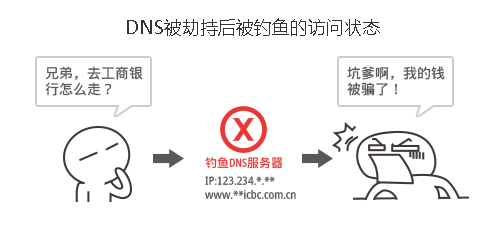 DNS被劫持后被钓鱼的访问状态
兄弟，去工商银
行怎么走？
X
钓鱼DNS服务器
IP:123.234.*.**
www.**icbc.com.cn
坑爹啊，我的钱
被骗了！